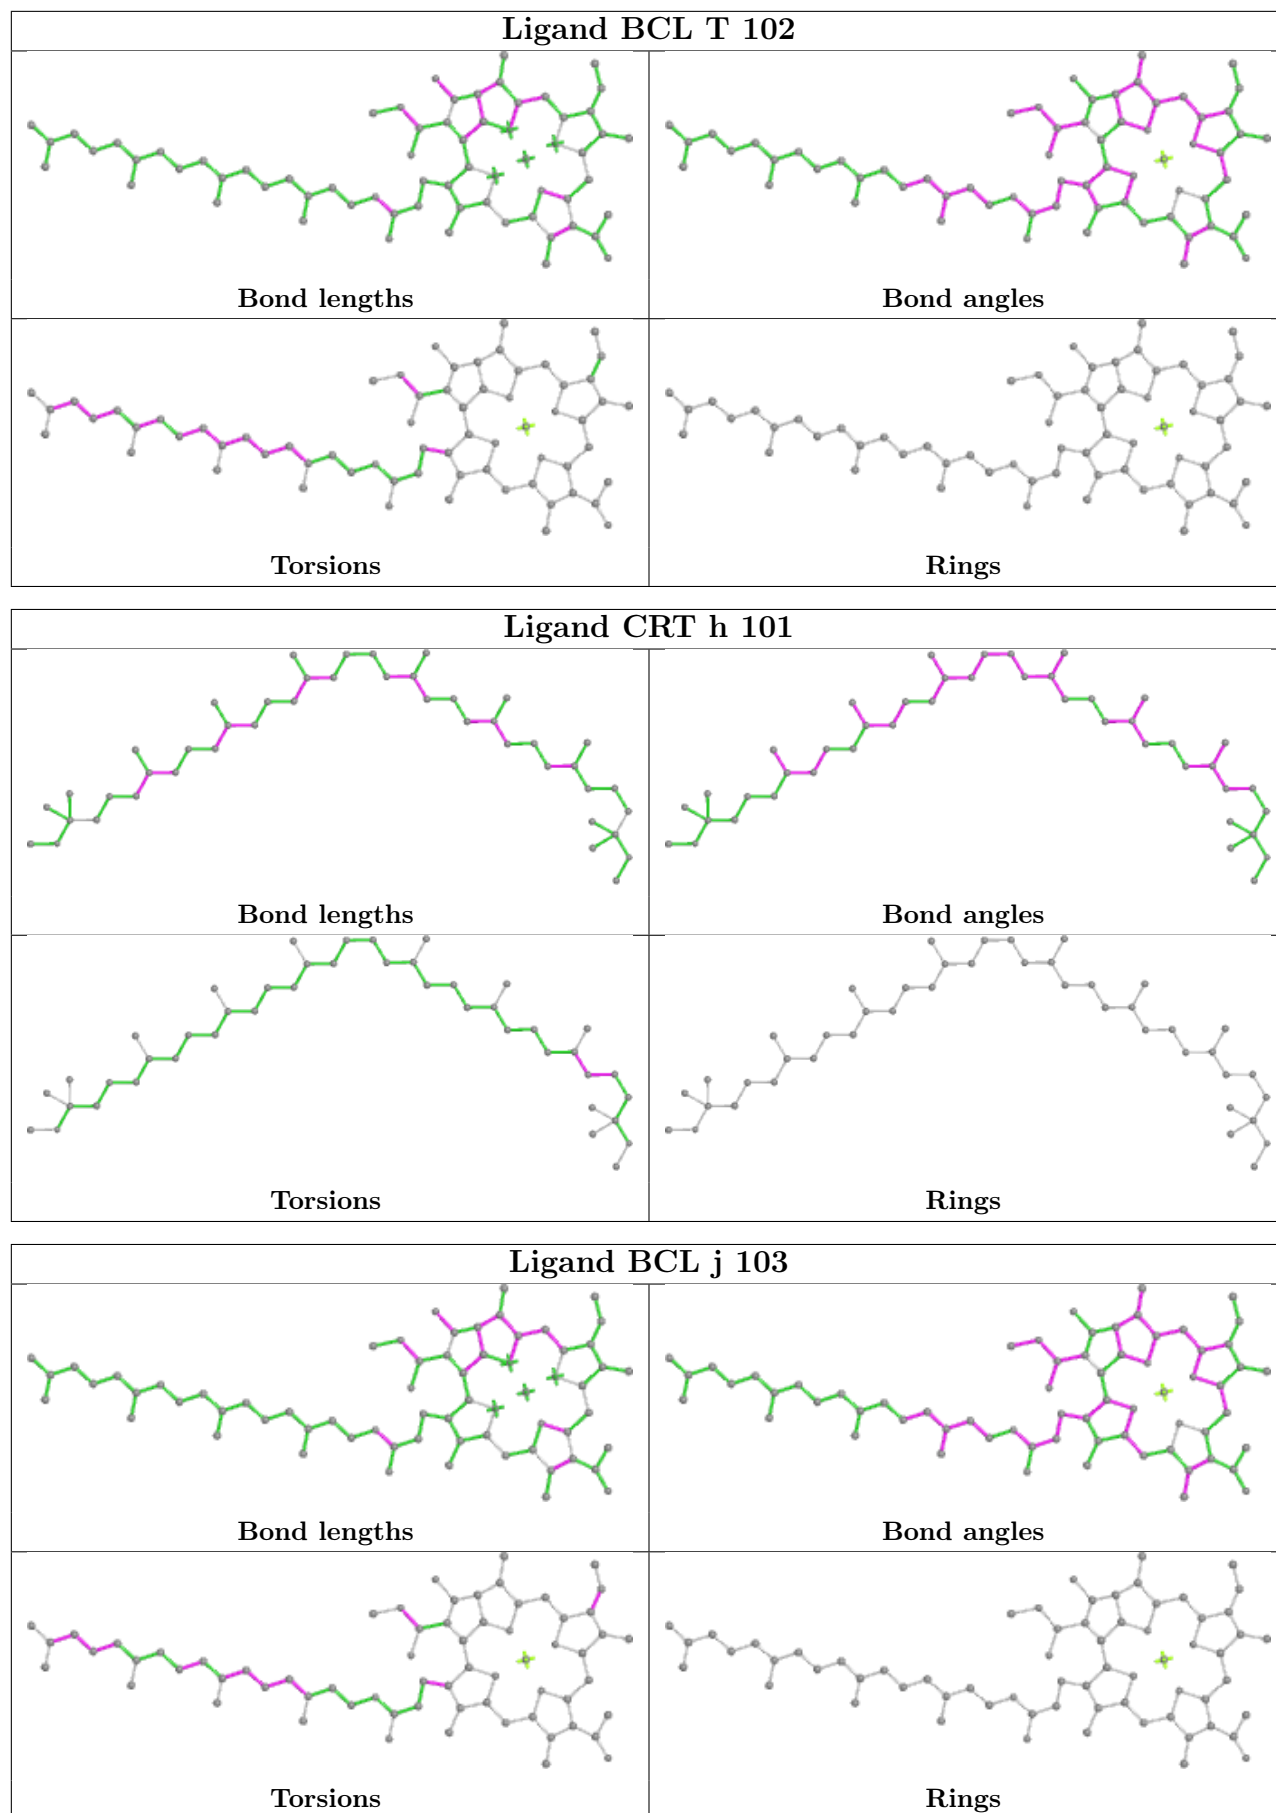 Ligand BCL T 102
Bond lengths
Bond angles
Torsions
Rings
Ligand CRT h 101
Bond lengths
Bond angles
Torsions
Rings
Ligand BCL j 103
Bond lengths
Bond angles
Torsions
Rings